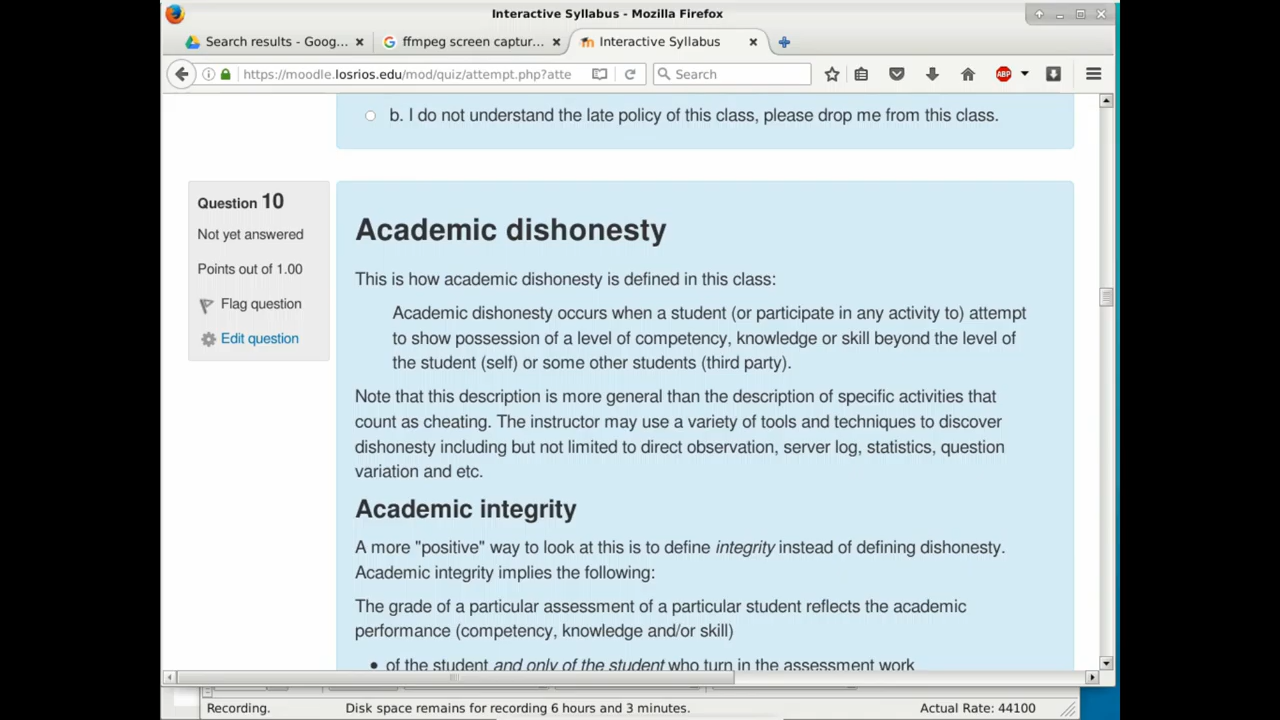 Interactive Syllabus - Mozilla Firefox
Search results - Goog...
ffmpeg screen captur...
Interactive Syllabus
https://moodle.losrios.edu/mod/quiz/attempt.php?atte
Search
ABP
b. I do not understand the late policy of this class, please drop me from this class.
Question 10
Not yet answered
Points out of 1.00
Flag question
Edit question
Academic dishonesty
This is how academic dishonesty is defined in this class:
Academic dishonesty occurs when a student (or participate in any activity to) attempt
to show possession of a level of competency, knowledge or skill beyond the level of
the student (self) or some other students (third party).
Note that this description is more general than the description of specific activities that
count as cheating. The instructor may use a variety of tools and techniques to discover
dishonesty including but not limited to direct observation, server log, statistics, question
variation and etc.
Academic integrity
A more "positive" way to look at this is to define integrity instead of defining dishonesty.
Academic integrity implies the following:
The grade of a particular assessment of a particular student reflects the academic
performance (competency, knowledge and/or skill)
• of the student and only of the student who turn in the assessment work
Recording.
Disk space remains for recording 6 hours and 3 minutes.
Actual Rate: 44100